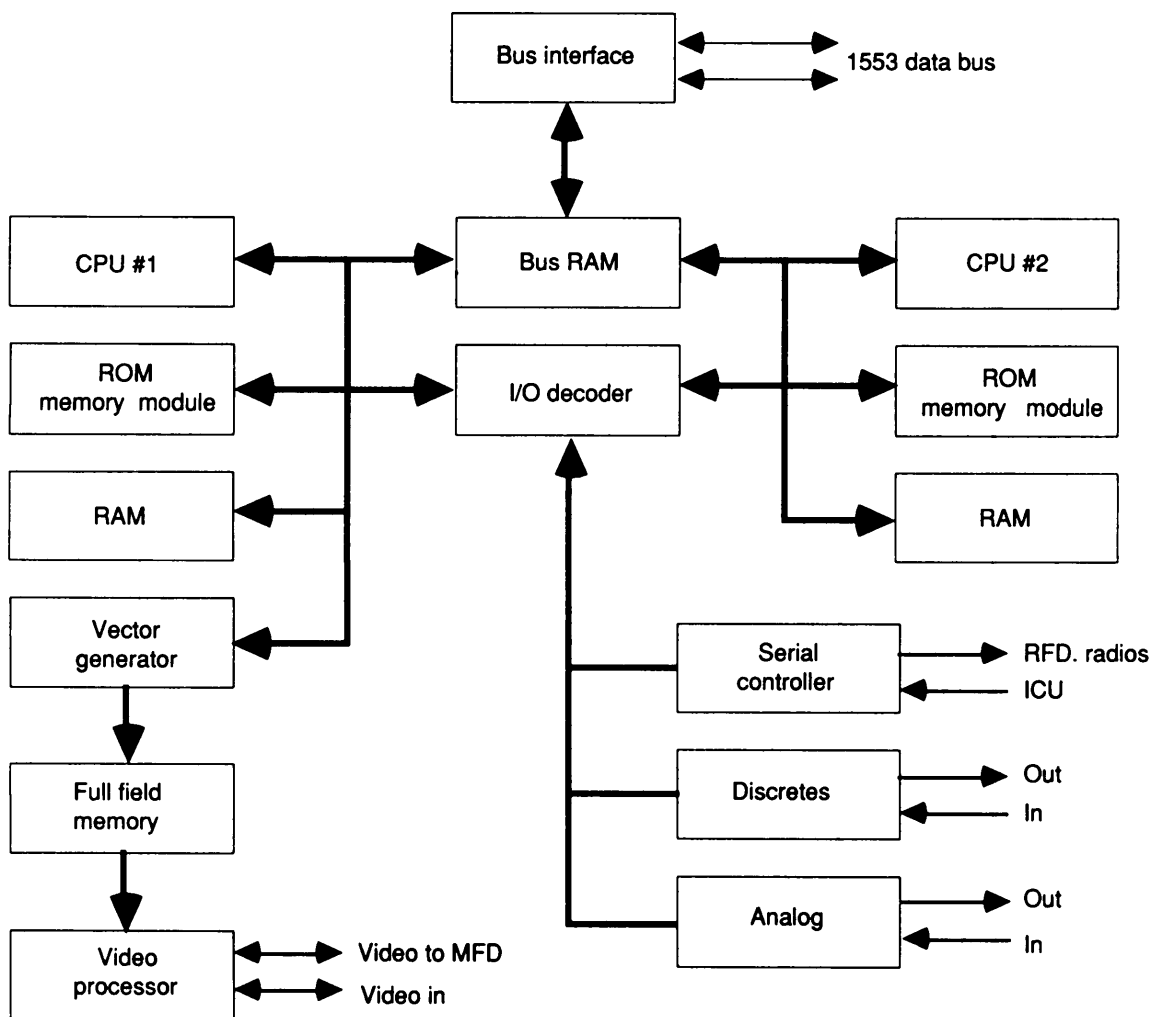 Bus interface
1553 data bus
CPU #1
Bus RAM
CPU #2
ROM
memory module
I/O decoder
ROM
memory module
RAM
RAM
Vector
generator
Serial
controller
RFD. radios
ICU
Full field
memory
Discretes
Out
In
Analog
Out
In
Video
processor
Video to MFD
Video in